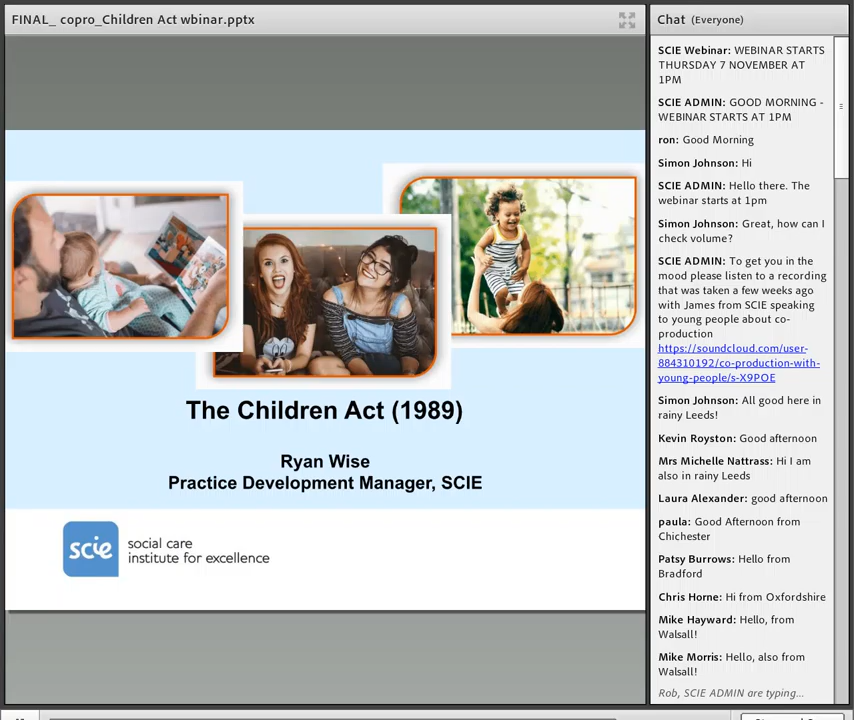 FINAL_ copro_Children Act wbinar.pptx
The Children Act (1989)
Ryan Wise
Practice Development Manager, SCIE
scie
social care
institute for excellence
Chat (Everyone)
SCIE Webinar: WEBINAR STARTS
THURSDAY 7 NOVEMBER AT
1PM
SCIE ADMIN: GOOD MORNING -
WEBINAR STARTS AT 1PM
ron: Good Morning
Simon Johnson: Hi
SCIE ADMIN: Hello there. The
webinar starts at 1pm
Simon Johnson: Great, how can I
check volume?
SCIE ADMIN: To get you in the
mood please listen to a recording
that was taken a few weeks ago
with James from SCIE speaking
to young people about co-
production
https://soundcloud.com/user-
884310192/co-production-with-
young-people/s-X9POE
Simon Johnson: All good here in
rainy Leeds!
Kevin Royston: Good afternoon
Mrs Michelle Nattrass: Hi I am
also in rainy Leeds
Laura Alexander: good afternoon
paula: Good Afternoon from
Chichester
Patsy Burrows: Hello from
Bradford
Chris Horne: Hi from Oxfordshire
Mike Hayward: Hello, from
Walsall!
Mike Morris: Hello, also from
Walsall!
Rob, SCIE ADMIN are typing...